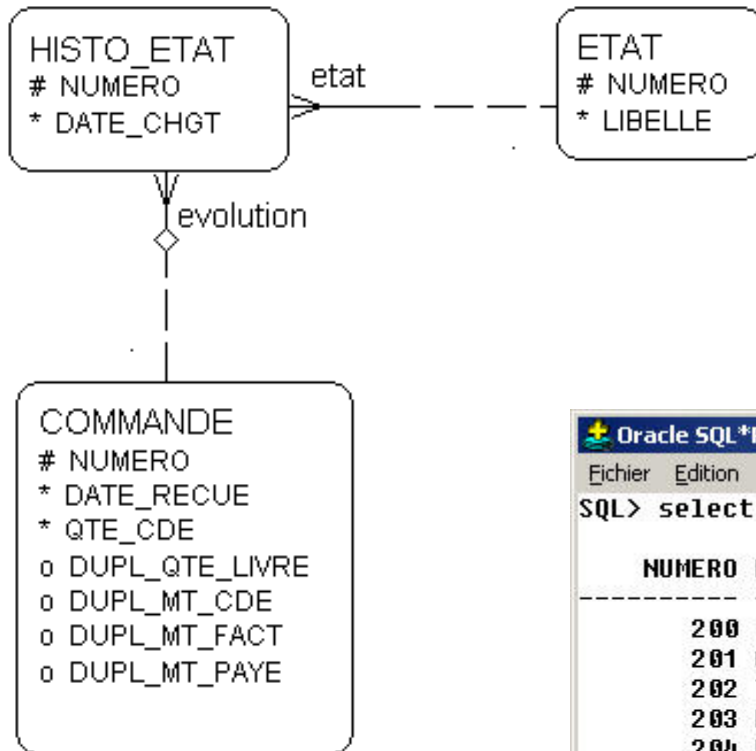 HISTO_ETAT
# NUMERO
* DATE_CHGT
etat
ETAT
# NUMERO
* LIBELLE
evolution
COMMANDE
# NUMERO
* DATE_RECUE
* QTE_CDE
o DUPL_QTE_LIVRE
o DUPL_MT_CDE
o DUPL_MT_FACT
o DUPL_MT_PAYE
Oracle SQL*
Fichier Edition
SQL> select
NUMERO
----------
200
201
202
203
204